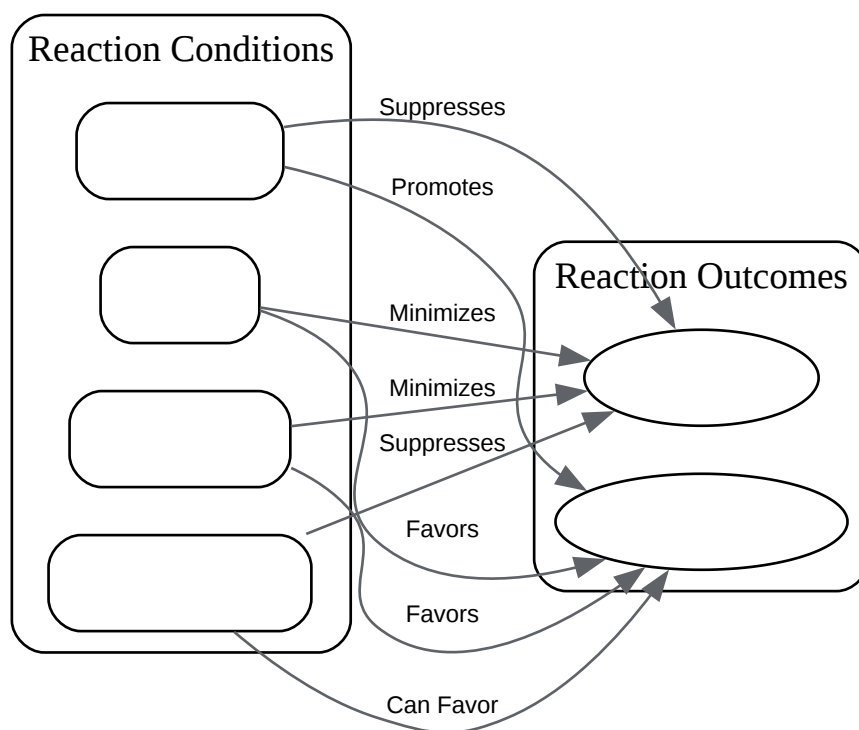 Reaction Conditions
Suppresses
Promotes
Reaction Outcomes
Minimizes
Minimizes
Suppresses
Favors
Favors
Can Favor